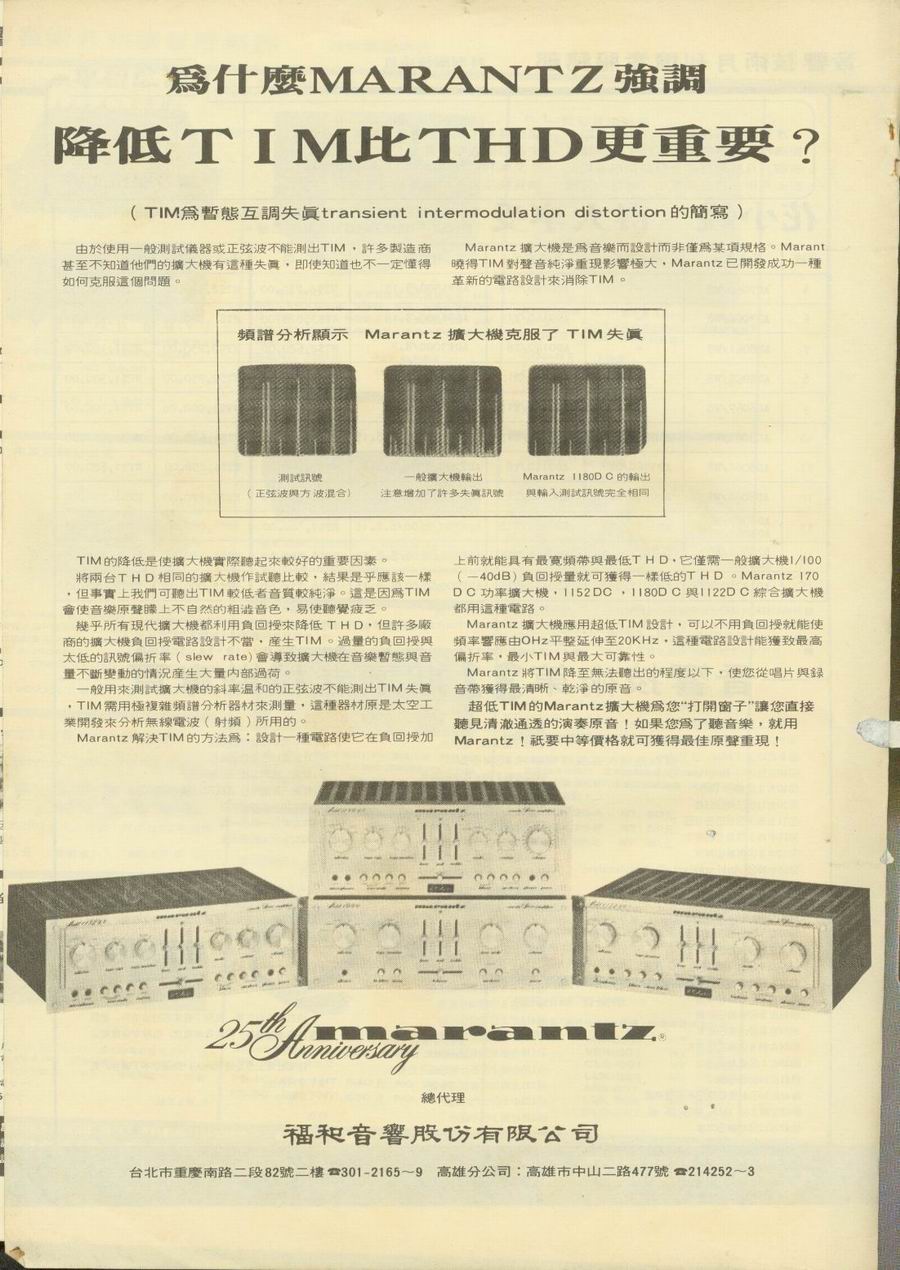 爲什麼MARANTZ強調
降低TIM比THD更重要？
（TIM爲暫態互調失眞transient intermodulation distortion的簡寫）
由於使用一般測試儀器或正弦波不能測出TIM，許多製造商
甚至不知道他們的擴大機有這種失眞，即使知道也不一定懂得
如何克服這個問題。
Marantz 擴大機是爲音樂而設計而非僅爲某項規格。Marant
曉得TIM對聲音純淨重現影響極大，Marantz已開發成功一種
革新的電路設計來消除TIM。
頻譜分析顯示 Marantz 擴大機克服了 TIM失眞
測試訊號
（正弦波與方波混合）
一般擴大機輸出
注意增加了許多失眞訊號
Marantz 1180D C 的輸出
與輸入測試訊號完全相同
TIM的降低是使擴大機實際聽起來較好的重要因素。
將兩台THD相同的擴大機作試聽比較，結果是乎應該一樣
，但事實上我們可聽出TIM較低者音質較純淨。這是因爲TIM
會使音樂原聲矇上不自然的粗澁音色，易使聽覺疲乏。
幾乎所有現代擴大機都利用負回授來降低 THD，但許多廠
商的擴大機負回授電路設計不當，産生TIM。過量的負回授與
太低的訊號偏折率（slew rate)會導致擴大機在音樂暫態與音
量不斷變動的情況産生大量內部過荷。
一般用來測試擴大機的斜率温和的正弦波不能測出TIM失眞
，TIM需用極複雜頻譜分析器材來測量，這種器材原是太空工
業開發來分析無線電波（射頻）所用的。
Marantz 解決TIM的方法爲：設計一種電路使它在負回授加
上前就能具有最寬頻帶與最低THD，它僅需一般擴大機1/100
（－40dB）負回授量就可獲得一樣低的THD。Marantz 170
DC功率擴大機，1152DC，1180DC與1122DC綜合擴大機
都用這種電路。
Marantz 擴大機應用超低TIM設計，可以不用負回授就能使
頻率響應由OHz平整延伸至20KHz，這種電路設計能獲致最高
偏折率，最小TIM與最大可靠性。
Marantz將TIM降至無法聽出的程度以下，使您從唱片與錄
音帶獲得最清晰、乾淨的原音。
超低TIM的Marantz擴大機爲您“打開窗子”讓您直接
聽見清澈通透的演奏原音！如果您爲了聽音樂，就用
Marantz！祇要中等價格就可獲得最佳原聲重現！
marantz
marantz
marantz
25th Anniversary marantz®
總代理
福和音響股份有限公司
台北市重慶南路二段82號二樓 ☎301-2165～9 高雄分公司：高雄市中山二路477號 ☎214252～3